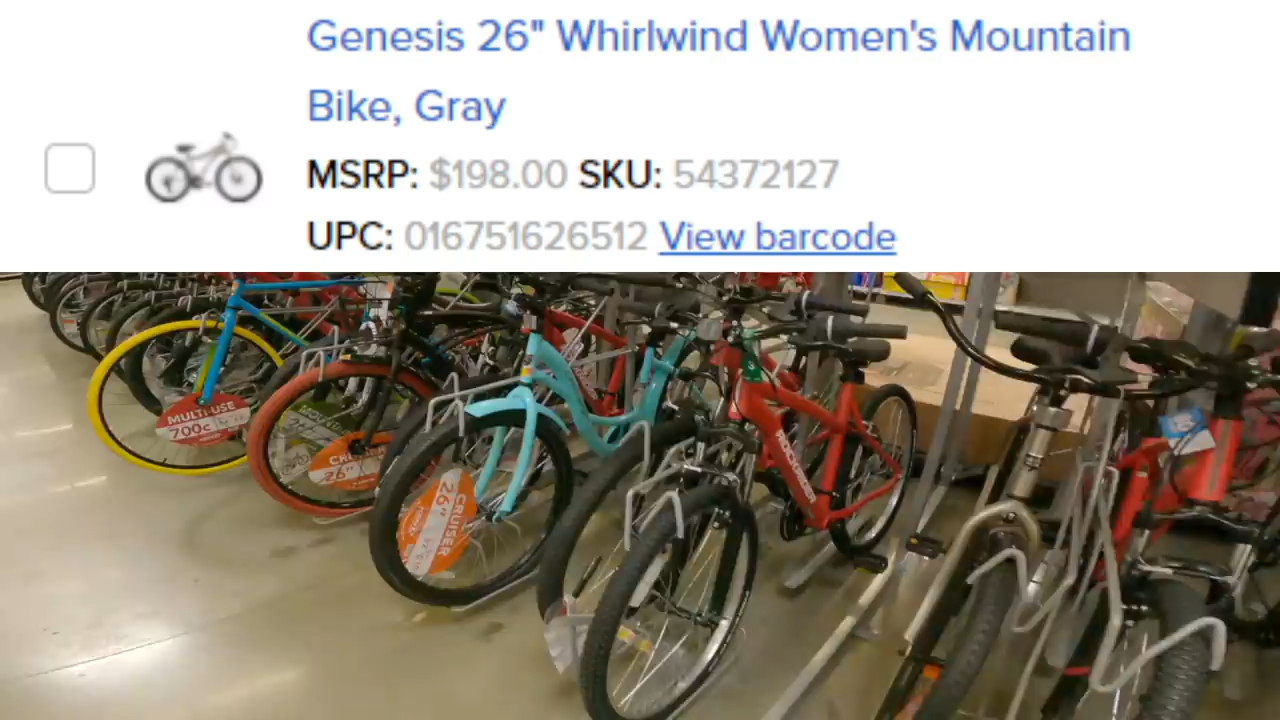 Genesis 26" Whirlwind Women's Mountain
Bike, Gray
MSRP: $198.00 SKU: 54372127
UPC: 016751626512 View barcode
MULTI-USE
700c
26"
CRUISER
26"
ROCKRIDER